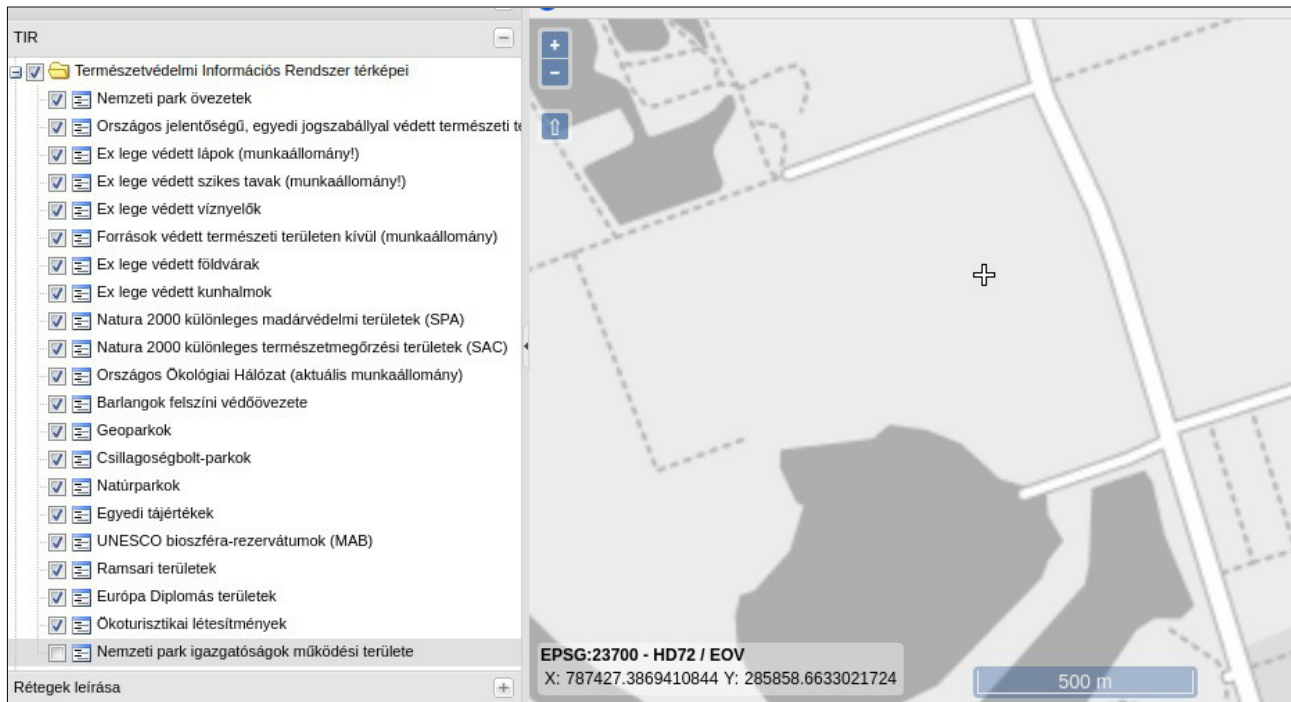 TIR
Természetvédelmi Információs Rendszer térképei
Nemzeti park övezetek
Országos jelentőségű, egyedi jogszabállyal védett természeti te
Ex lege védett lápok (munkaállomány!)
Ex lege védett szikes tavak (munkaállomány!)
Ex lege védett víznyelők
Források védett természeti területen kívül (munkaállomány)
Ex lege védett földvárak
Ex lege védett kunhalmok
Natura 2000 különleges madárvédelmi területek (SPA)
Natura 2000 különleges természetmegőrzési területek (SAC)
Országos Ökológiai Hálózat (aktuális munkaállomány)
Barlangok felszíni védőövezete
Geoparkok
Csillagoségbolt-parkok
Natúrparkok
Egyedi tájértékek
UNESCO bioszféra-rezervátumok (MAB)
Ramsari területek
Európa Diplomás területek
Ökoturisztikai létesítmények
Nemzeti park igazgatóságok működési területe
Rétegek leírása
EPSG:23700 - HD72 / EOV
X: 787427.3869410844 Y: 285858.6633021724
500 m